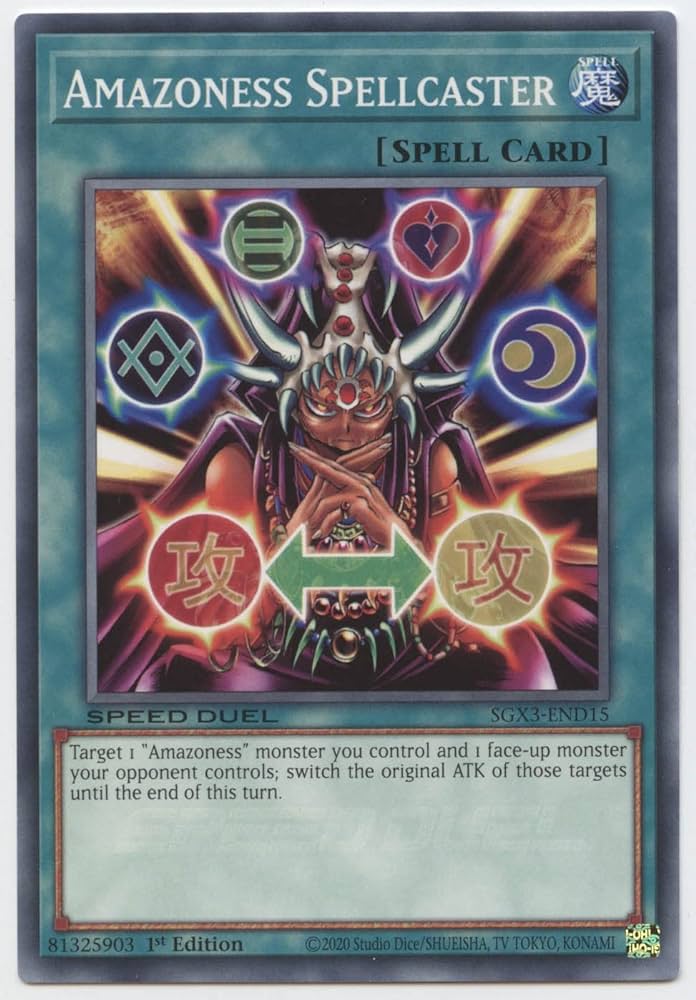 AMAZONESS SPELLCASTER
SPELL
魔
[SPELL CARD]
攻
攻
SPEED DUEL
SGX3-END15
Target 1 "Amazoness" monster you control and 1 face-up monster
your opponent controls; switch the original ATK of those targets
until the end of this turn.
SPEED DUEL
81325903 1st Edition
©2020 Studio Dice/SHUEISHA, TV TOKYO, KONAMI